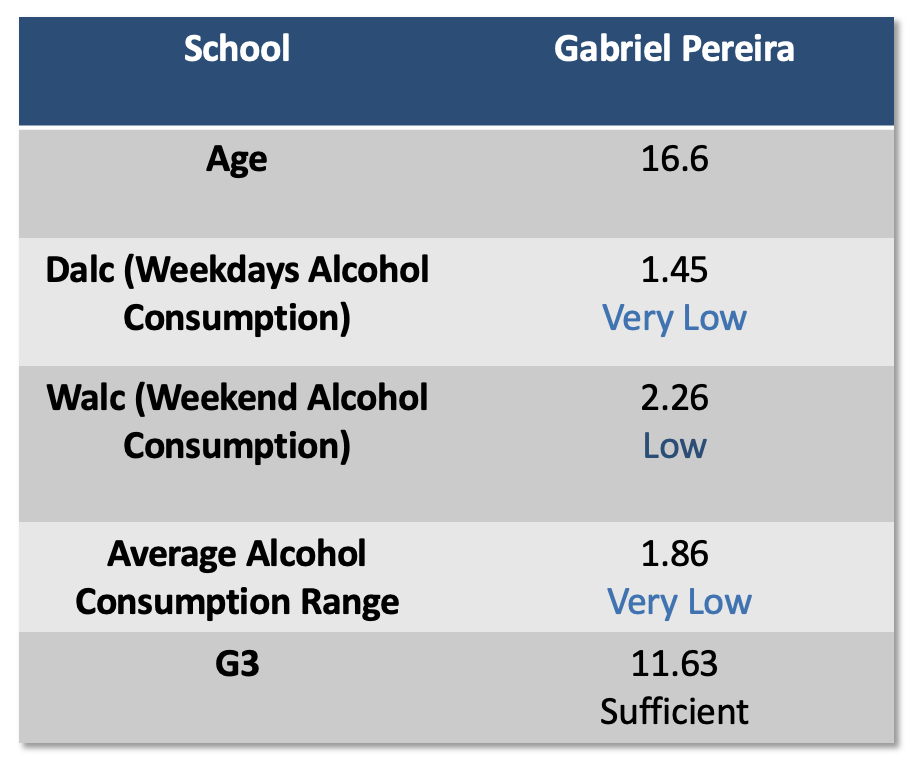 School Gabriel Pereira
Age 16.6
Dalc (Weekdays Alcohol 1.45
Consumption) Very Low
Walc (Weekend Alcohol 2.26
Consumption) Low
Average Alcohol 1.86
Consumption Range Very Low
G3 11.63
Sufficient